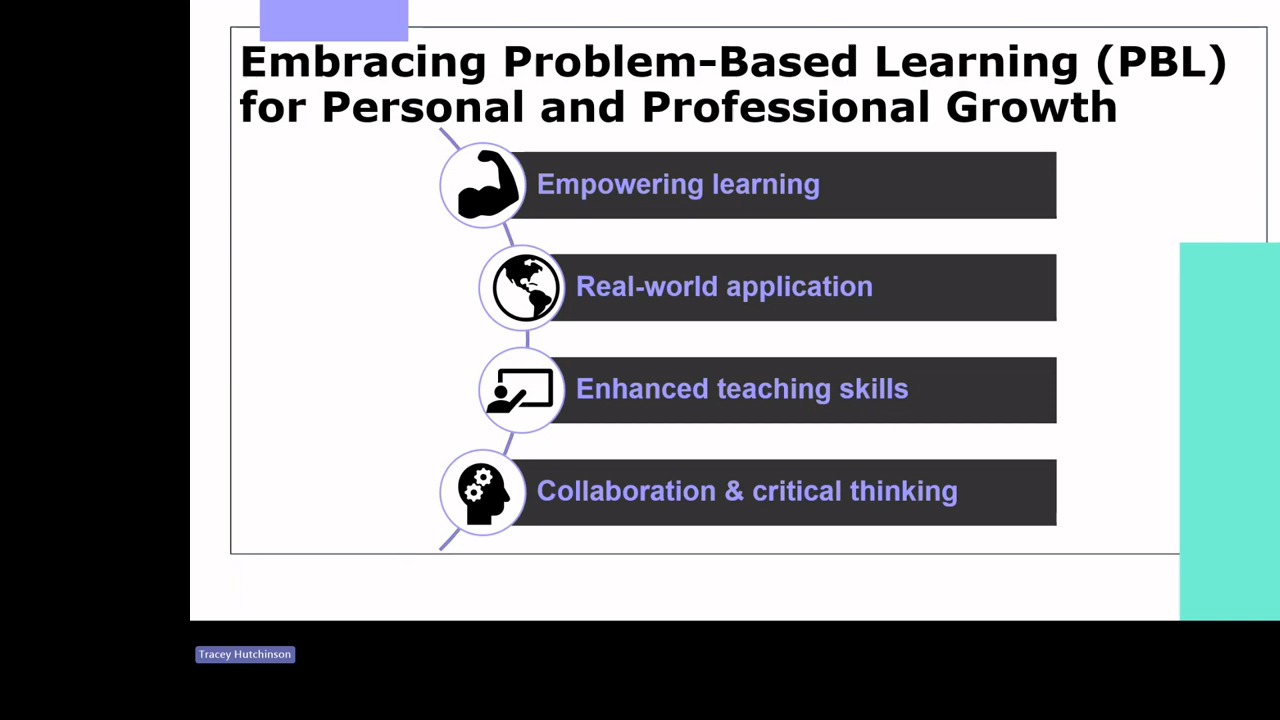 Embracing Problem-Based Learning (PBL)
for Personal and Professional Growth
Empowering learning
Real-world application
Enhanced teaching skills
Collaboration & critical thinking
Tracey Hutchinson